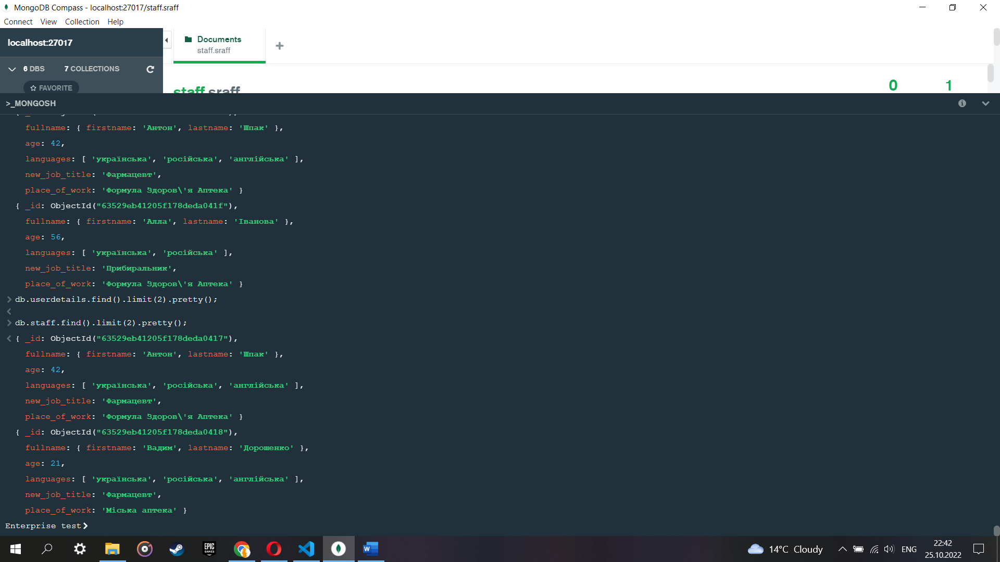 MongoDB Compass - localhost:27017/staff.sraff
Connect View Collection Help
localhost:27017
Documents
staff.sraff
6 DBS 7 COLLECTIONS
FAVORITE
staff.sraff
0 1
>_MONGOSH
fullname: { firstname: 'Антон', lastname: 'Шпак' },
age: 42,
languages: [ 'українська', 'російська', 'англійська' ],
new_job_title: 'Фармацевт',
place_of_work: 'Формула Здоров\'я Аптека' }
{ _id: ObjectId("63529eb41205f178deda041f"),
fullname: { firstname: 'Алла', lastname: 'Іванова' },
age: 56,
languages: [ 'українська', 'російська' ],
new_job_title: 'Прибиральник',
place_of_work: 'Формула Здоров\'я Аптека' }
> db.userdetails.find().limit(2).pretty();
<
> db.staff.find().limit(2).pretty();
< { _id: ObjectId("63529eb41205f178deda0417"),
fullname: { firstname: 'Антон', lastname: 'Шпак' },
age: 42,
languages: [ 'українська', 'російська', 'англійська' ],
new_job_title: 'Фармацевт',
place_of_work: 'Формула Здоров\'я Аптека' }
{ _id: ObjectId("63529eb41205f178deda0418"),
fullname: { firstname: 'Вадим', lastname: 'Дорошенко' },
age: 21,
languages: [ 'українська', 'російська', 'англійська' ],
new_job_title: 'Фармацевт',
place_of_work: 'Міська аптека' }
Enterprise test>
EPIC GAMES
14°C Cloudy
ENG
22:42
25.10.2022